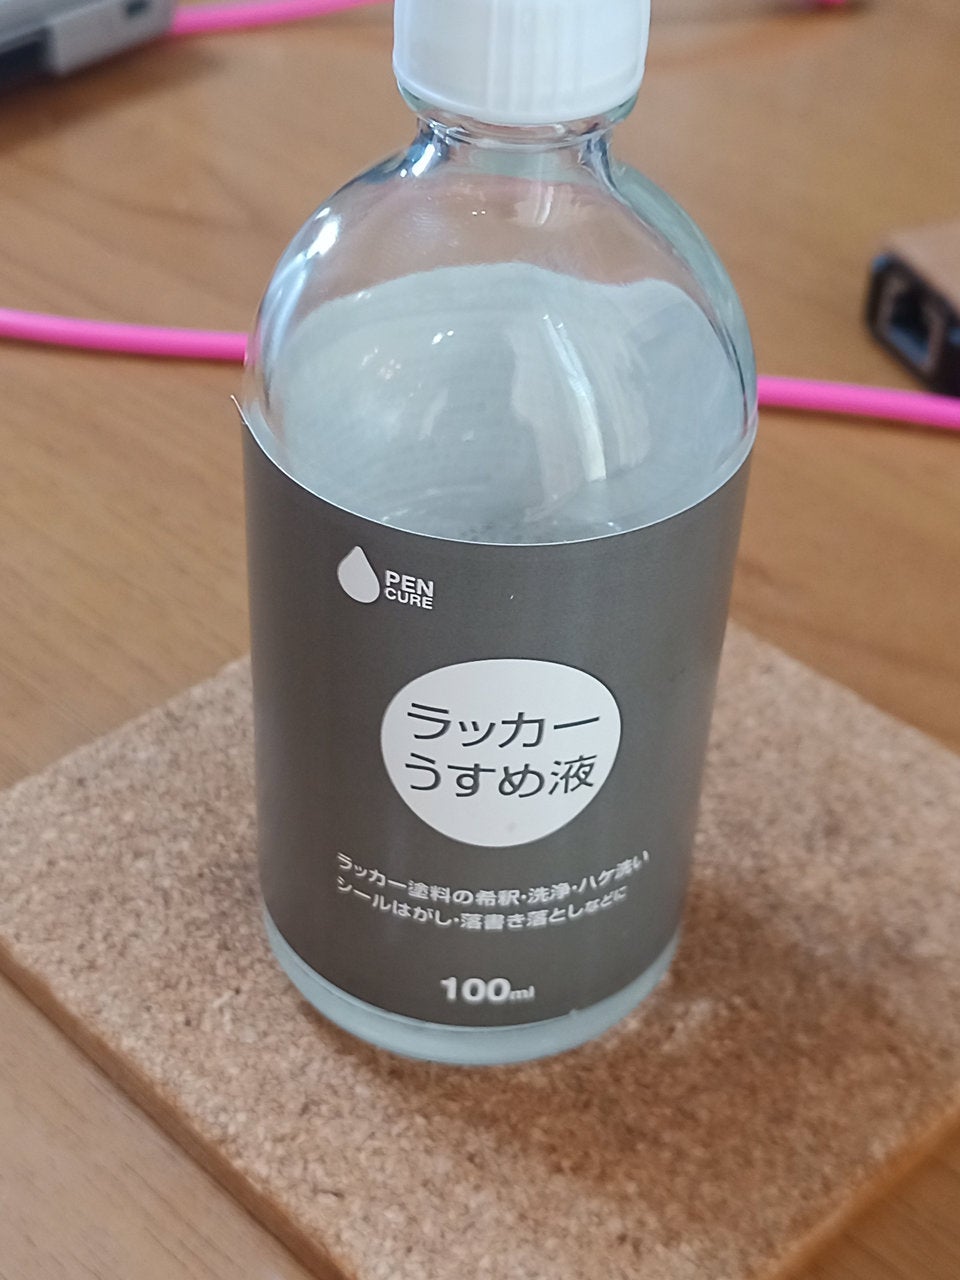 PEN
CURE
ラッカー
うすめ液
ラッカー塗料の希釈・洗浄・ハケ洗い
シールはがし・落書き落としなどに
100ml